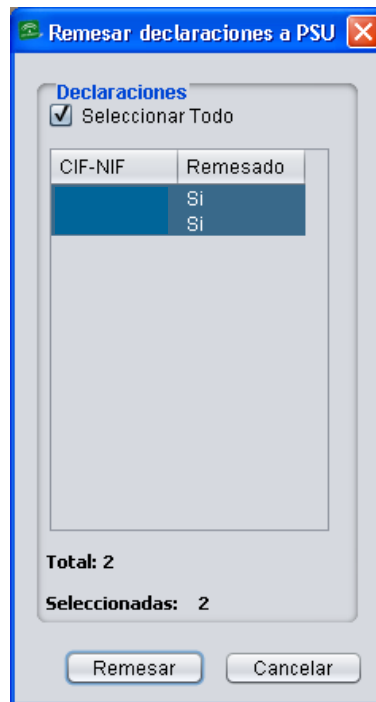 Remesar declaraciones a PSU
Declaraciones
Seleccionar Todo
CIF-NIF Remesado
Si
Si
Total: 2
Seleccionadas: 2
Remesar Cancelar